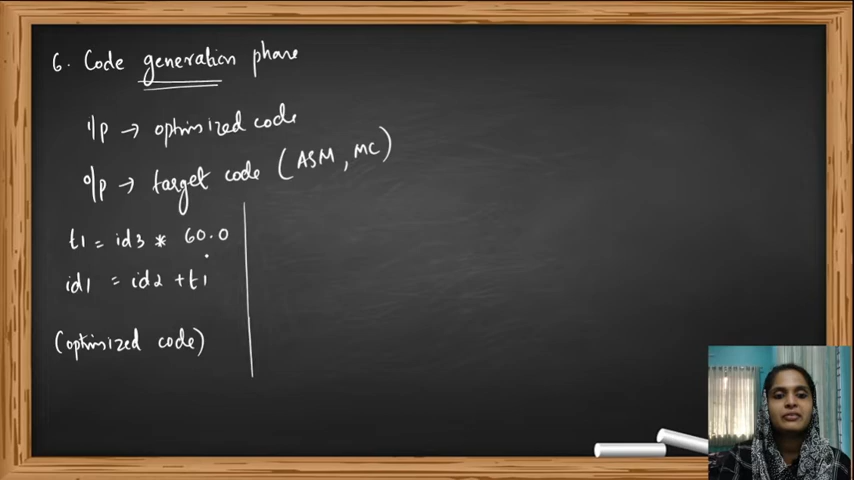 6. Code generation phase
i/p → optimized code
o/p → target code (ASM, MC)
t1 = id3 * 60.0
id1 = id2 + t1
(optimized code)